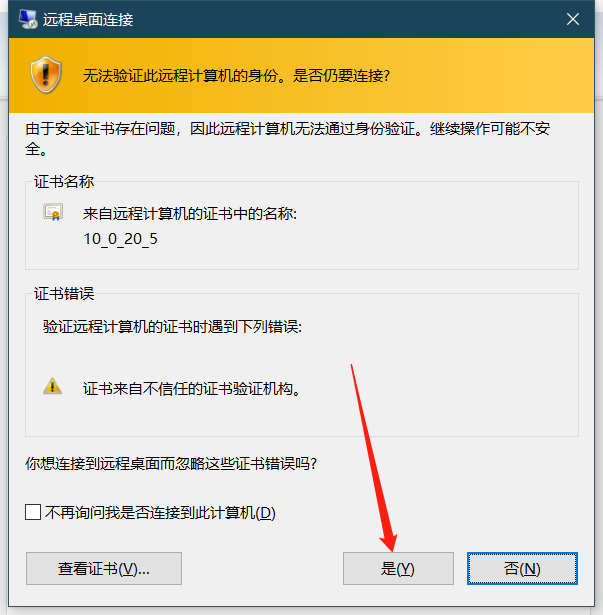 远程桌面连接
无法验证此远程计算机的身份。是否仍要连接?
由于安全证书存在问题，因此远程计算机无法通过身份验证。继续操作可能不安
全。
证书名称
来自远程计算机的证书中的名称:
10_0_20_5
证书错误
验证远程计算机的证书时遇到下列错误:
证书来自不信任的证书验证机构。
你想连接到远程桌面而忽略这些证书错误吗?
不再询问我是否连接到此计算机(D)
查看证书(V)... 是(Y) 否(N)